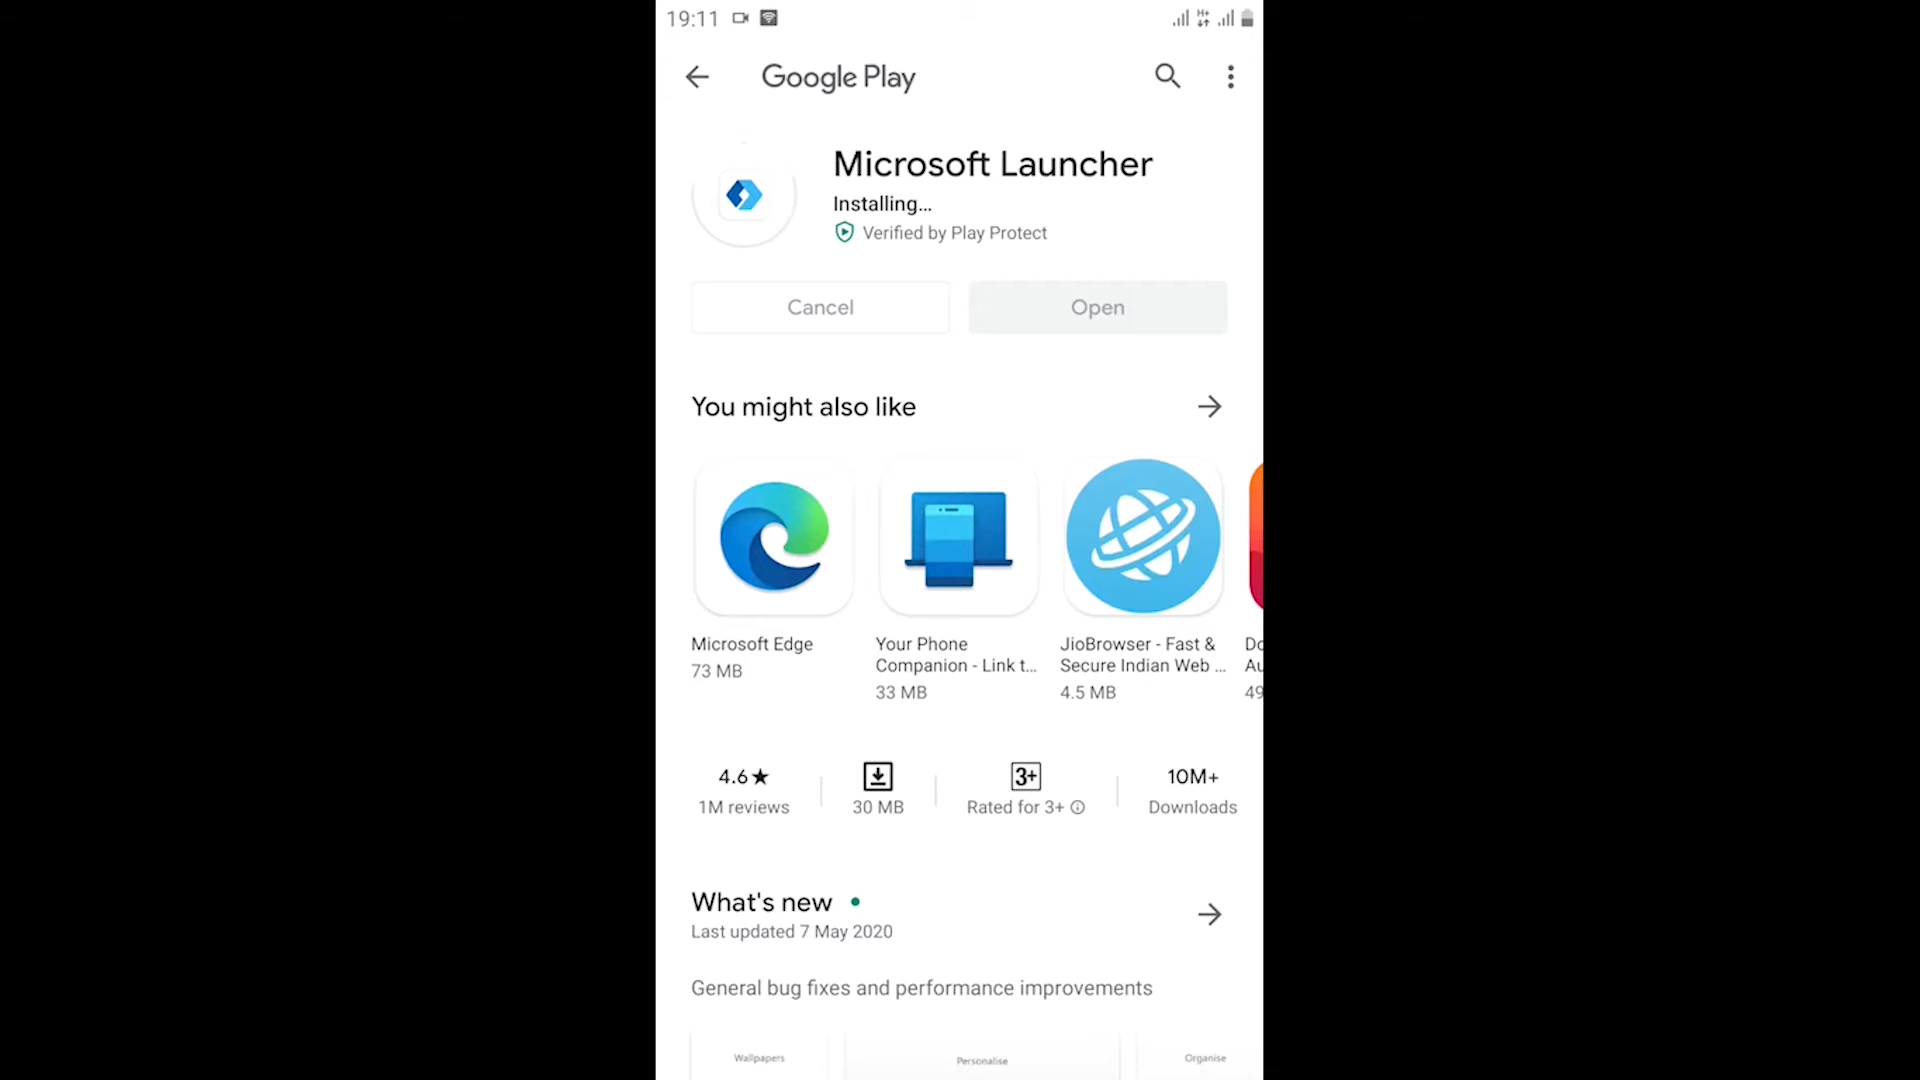 19:11
H+
Google Play
Microsoft Launcher
Installing...
Verified by Play Protect
Cancel
Open
You might also like
Microsoft Edge
73 MB
Your Phone
Companion - Link t...
33 MB
JioBrowser - Fast &
Secure Indian Web ...
4.5 MB
Do
Au
49
4.6★
1M reviews
30 MB
3+
Rated for 3+
10M+
Downloads
What's new
Last updated 7 May 2020
General bug fixes and performance improvements
Wallpapers
Personalise
Organise